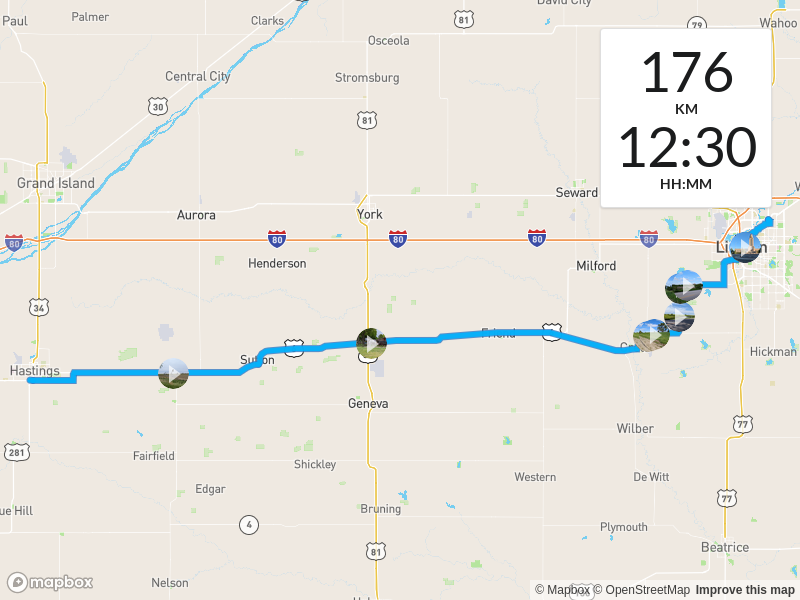 David City
Paul
Palmer
Clarks
81
79
Wahoo
Osceola
Central City
Stromsburg
30
81
176
KM
12:30
HH:MM
Grand Island
Aurora
York
Seward
80
80
80
80
80
Henderson
Milford
34
Friend
Hastings
Sutton
Hickman
Geneva
281
Wilber
77
Fairfield
Shickley
Western
De Witt
Edgar
77
ue Hill
Bruning
4
Plymouth
81
Beatrice
Nelson
mapbox
© Mapbox © OpenStreetMap Improve this map